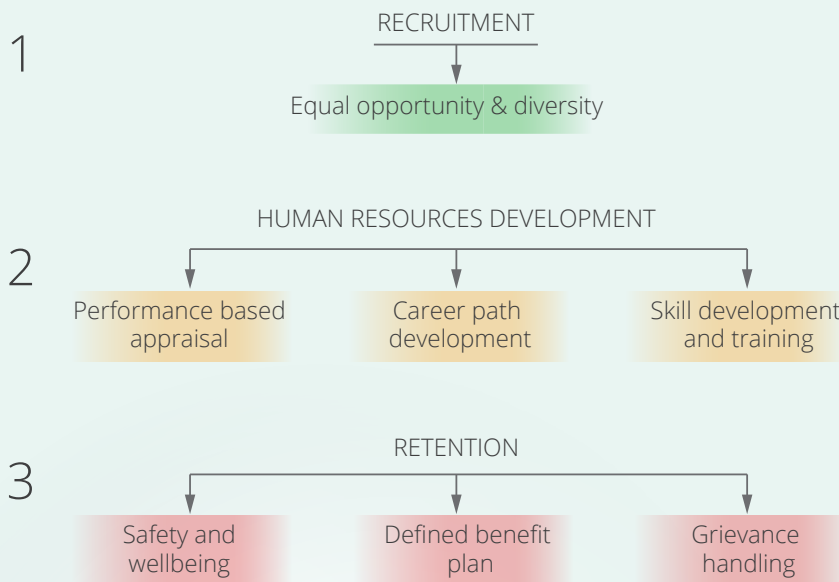 1
RECRUITMENT
Equal opportunity & diversity
2
HUMAN RESOURCES DEVELOPMENT
Performance based
appraisal
Career path
development
Skill development
and training
3
RETENTION
Safety and
wellbeing
Defined benefit
plan
Grievance
handling